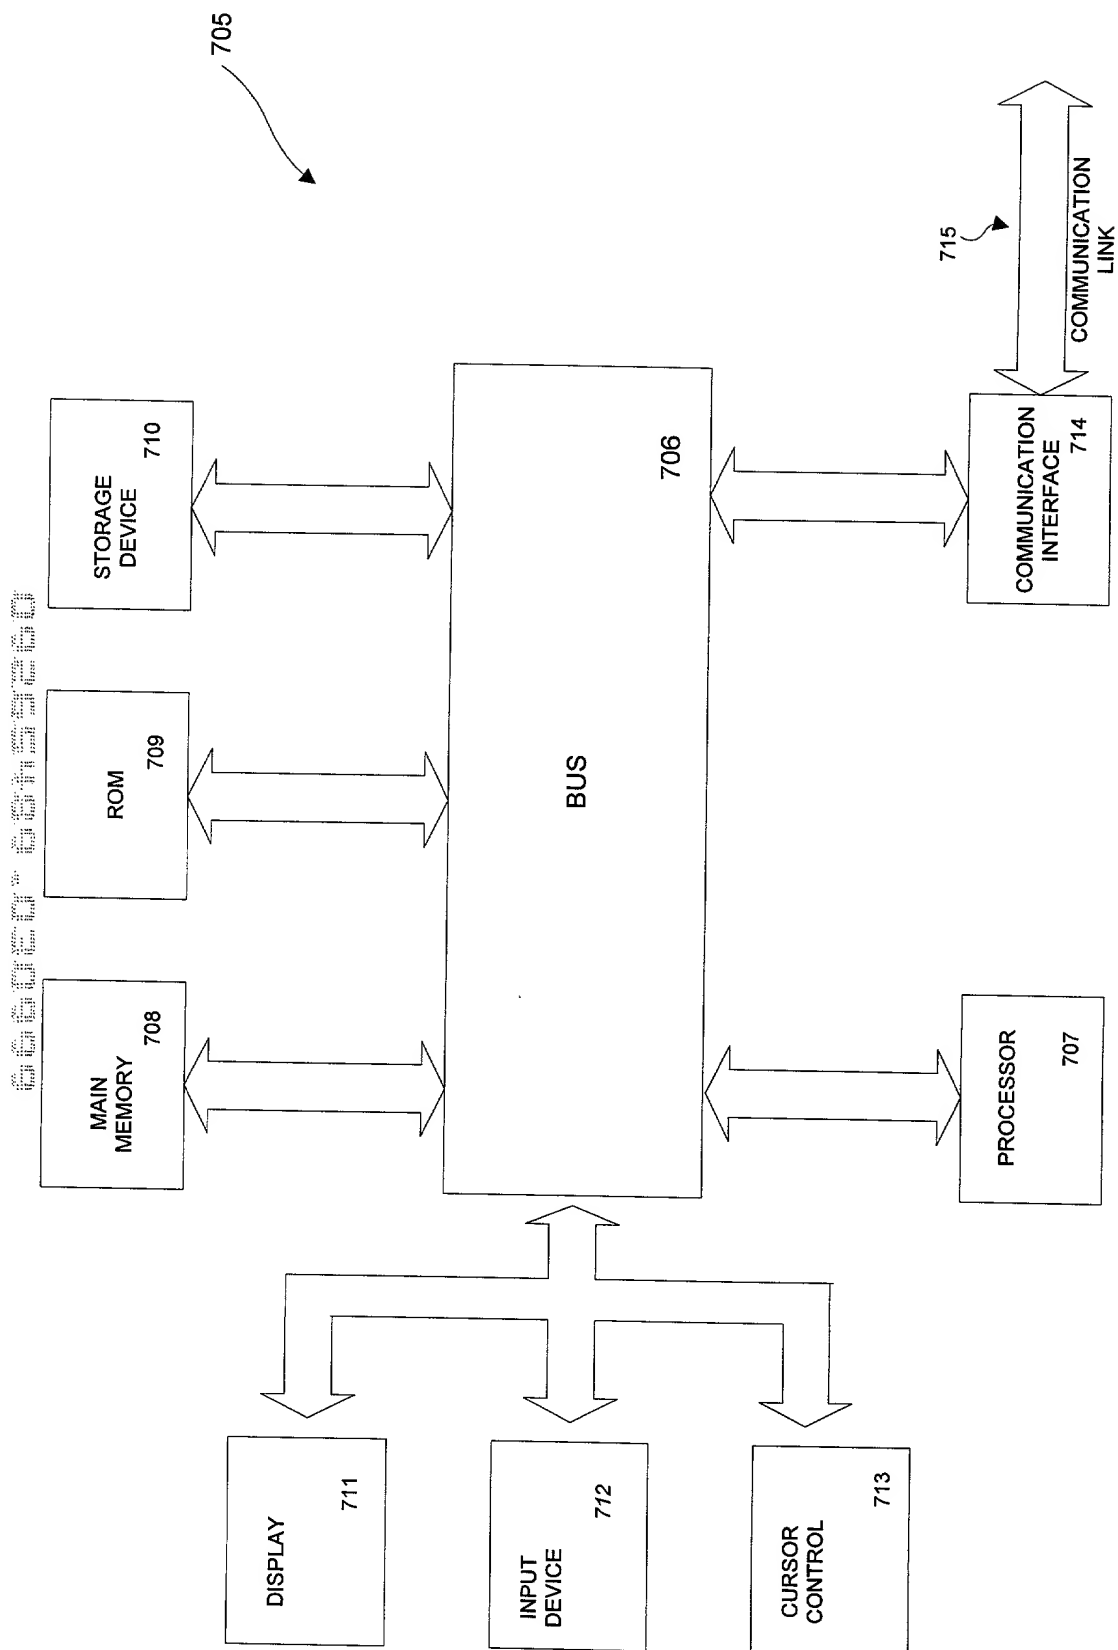 MAIN
MEMORY
708
ROM
709
STORAGE
DEVICE
710
705
DISPLAY
711
INPUT
DEVICE
712
BUS
706
CURSOR
CONTROL
713
PROCESSOR
707
COMMUNICATION
INTERFACE
714
715
COMMUNICATION
LINK